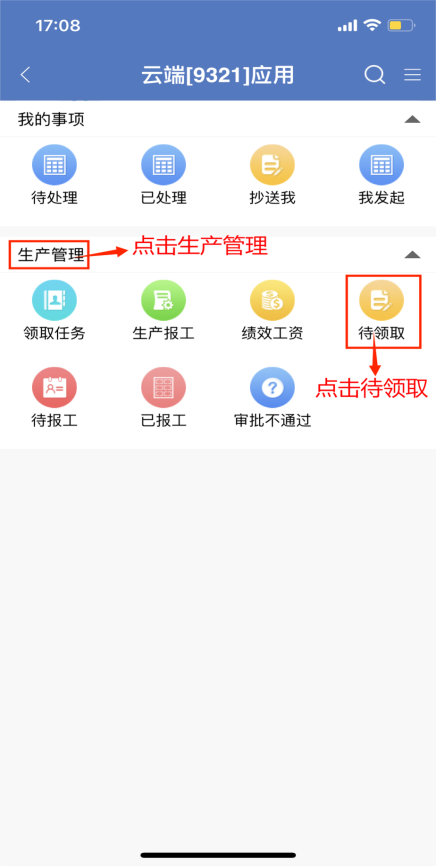 17:08
云端[9321]应用
我的事项
待处理 已处理 抄送我 我发起
生产管理 点击生产管理
领取任务 生产报工 绩效工资 待领取
点击待领取
待报工 已报工 审批不通过